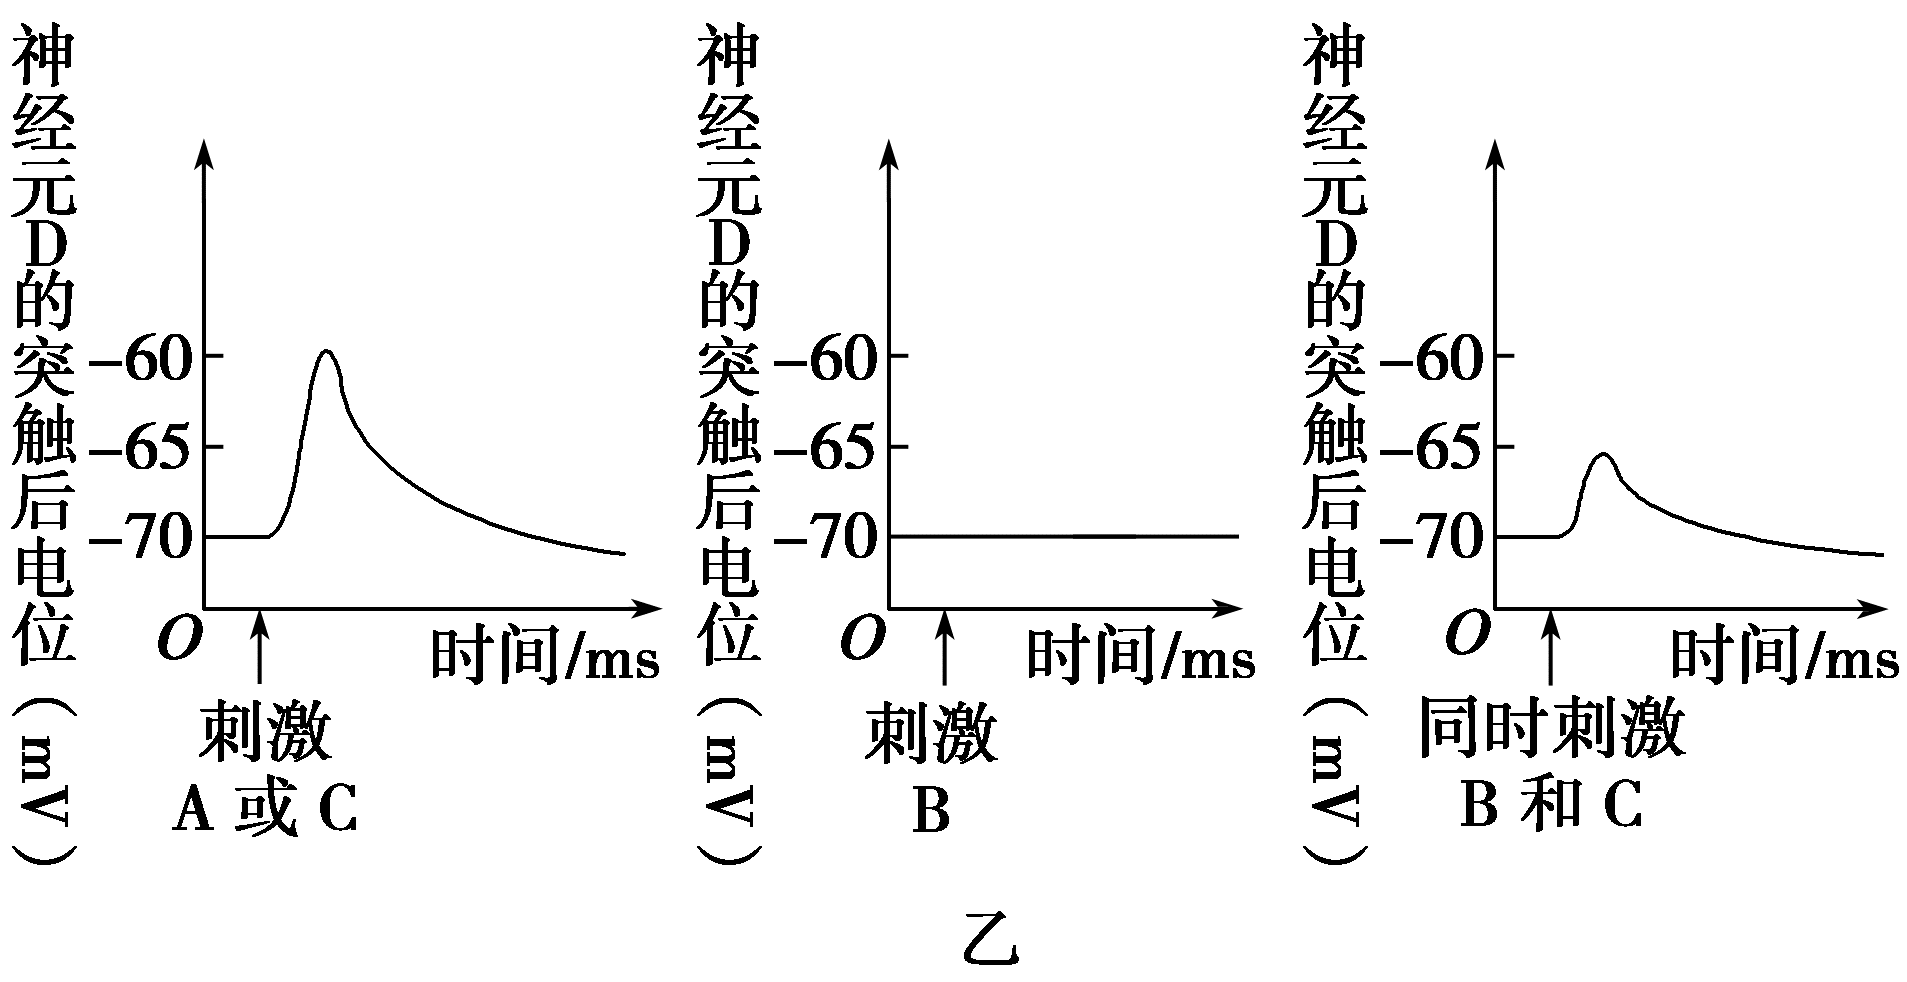 神经元D的突触后电位(mV)
-60
-65
-70
O
时间/ms
刺激
A 或 C
神经元D的突触后电位(mV)
-60
-65
-70
O
时间/ms
刺激
B
神经元D的突触后电位(mV)
-60
-65
-70
O
时间/ms
同时刺激
B 和 C
乙